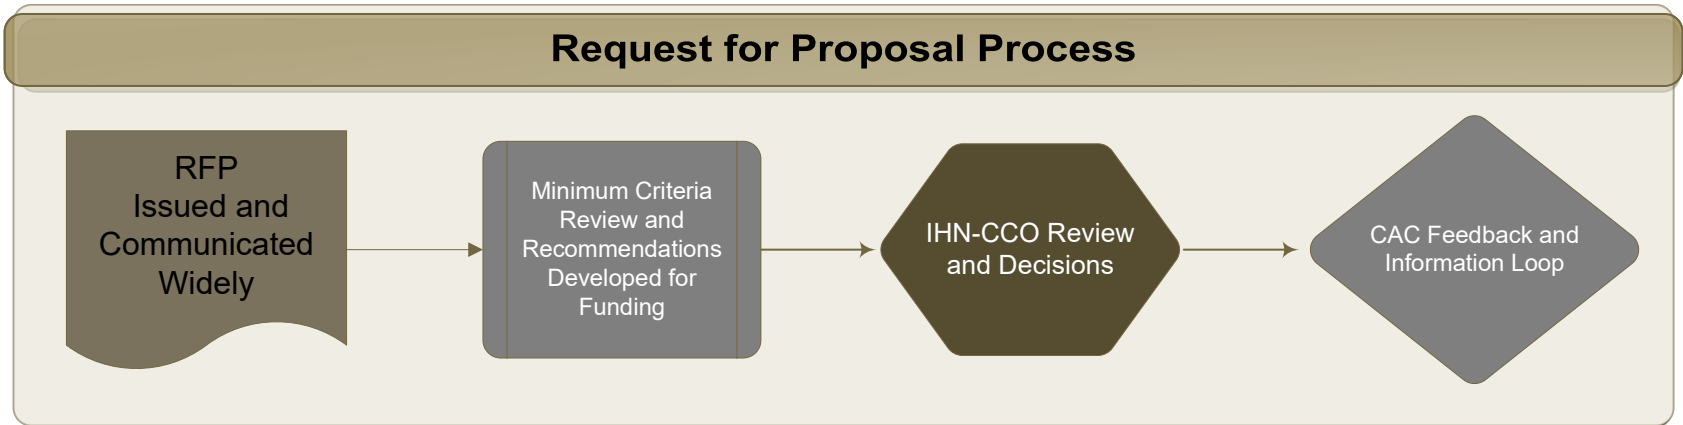 Request for Proposal Process
RFP
Issued and
Communicated
Widely
Minimum Criteria
Review and
Recommendations
Developed for
Funding
IHN-CCO Review
and Decisions
CAC Feedback and
Information Loop